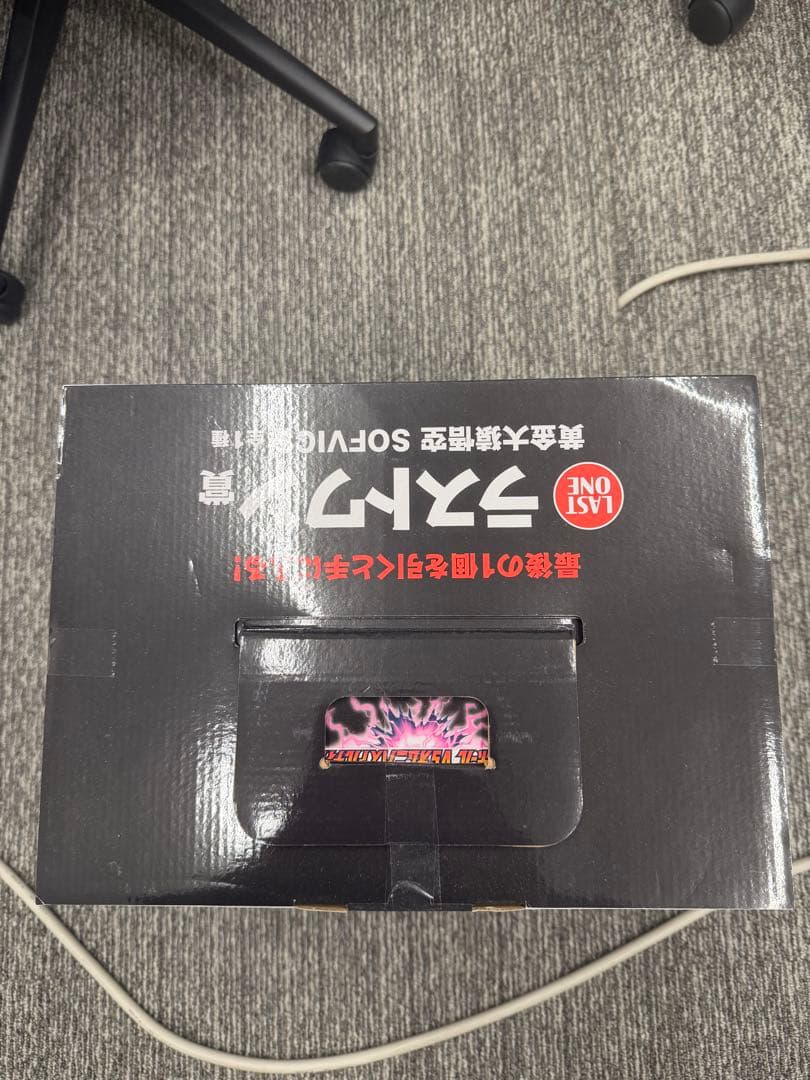 最後の1個を引くと手に入る!
LAST ONE
ラストワン賞
黄金大猿悟空 SOFVIC
全1種